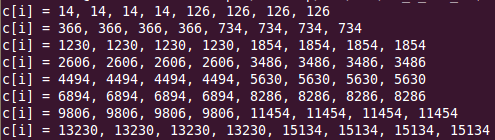 c[i] = 14, 14, 14, 14, 126, 126, 126, 126
c[i] = 366, 366, 366, 366, 734, 734, 734, 734
c[i] = 1230, 1230, 1230, 1230, 1854, 1854, 1854, 1854
c[i] = 2606, 2606, 2606, 2606, 3486, 3486, 3486, 3486
c[i] = 4494, 4494, 4494, 4494, 5630, 5630, 5630, 5630
c[i] = 6894, 6894, 6894, 6894, 8286, 8286, 8286, 8286
c[i] = 9806, 9806, 9806, 9806, 11454, 11454, 11454, 11454
c[i] = 13230, 13230, 13230, 13230, 15134, 15134, 15134, 15134